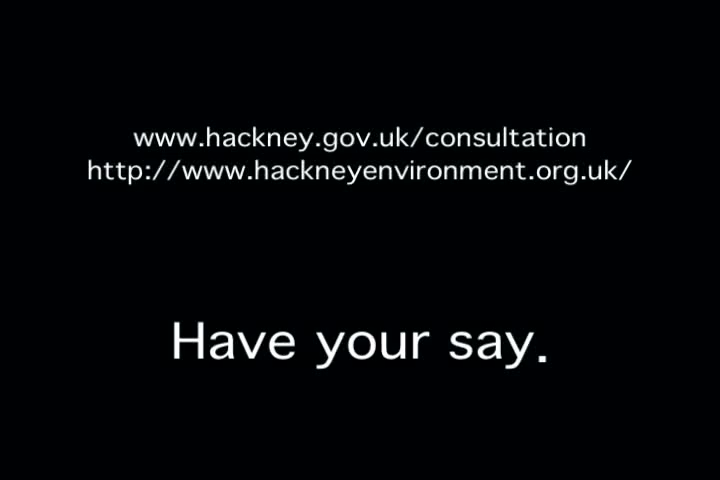 www.hackney.gov.uk/consultation
http://www.hackneyenvironment.org.uk/
Have your say.